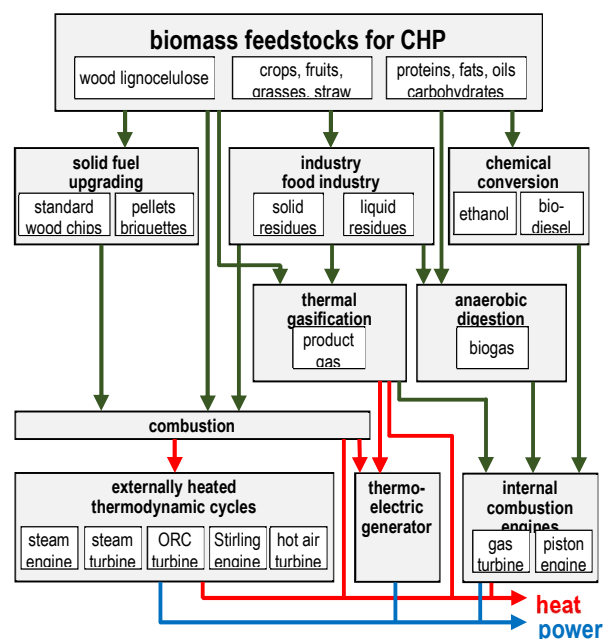 biomass feedstocks for CHP
wood lignocelulose
crops, fruits,
grasses, straw
proteins, fats, oils
carbohydrates
solid fuel
upgrading
standard
wood chips
pellets
briquettes
industry
food industry
solid
residues
liquid
residues
chemical
conversion
ethanol
bio-
diesel
thermal
gasification
product
gas
anaerobic
digestion
biogas
combustion
externally heated
thermodynamic cycles
steam
engine
steam
turbine
ORC
turbine
Stirling
engine
hot air
turbine
thermo-
electric
generator
internal
combustion
engines
gas
turbine
piston
engine
heat
power